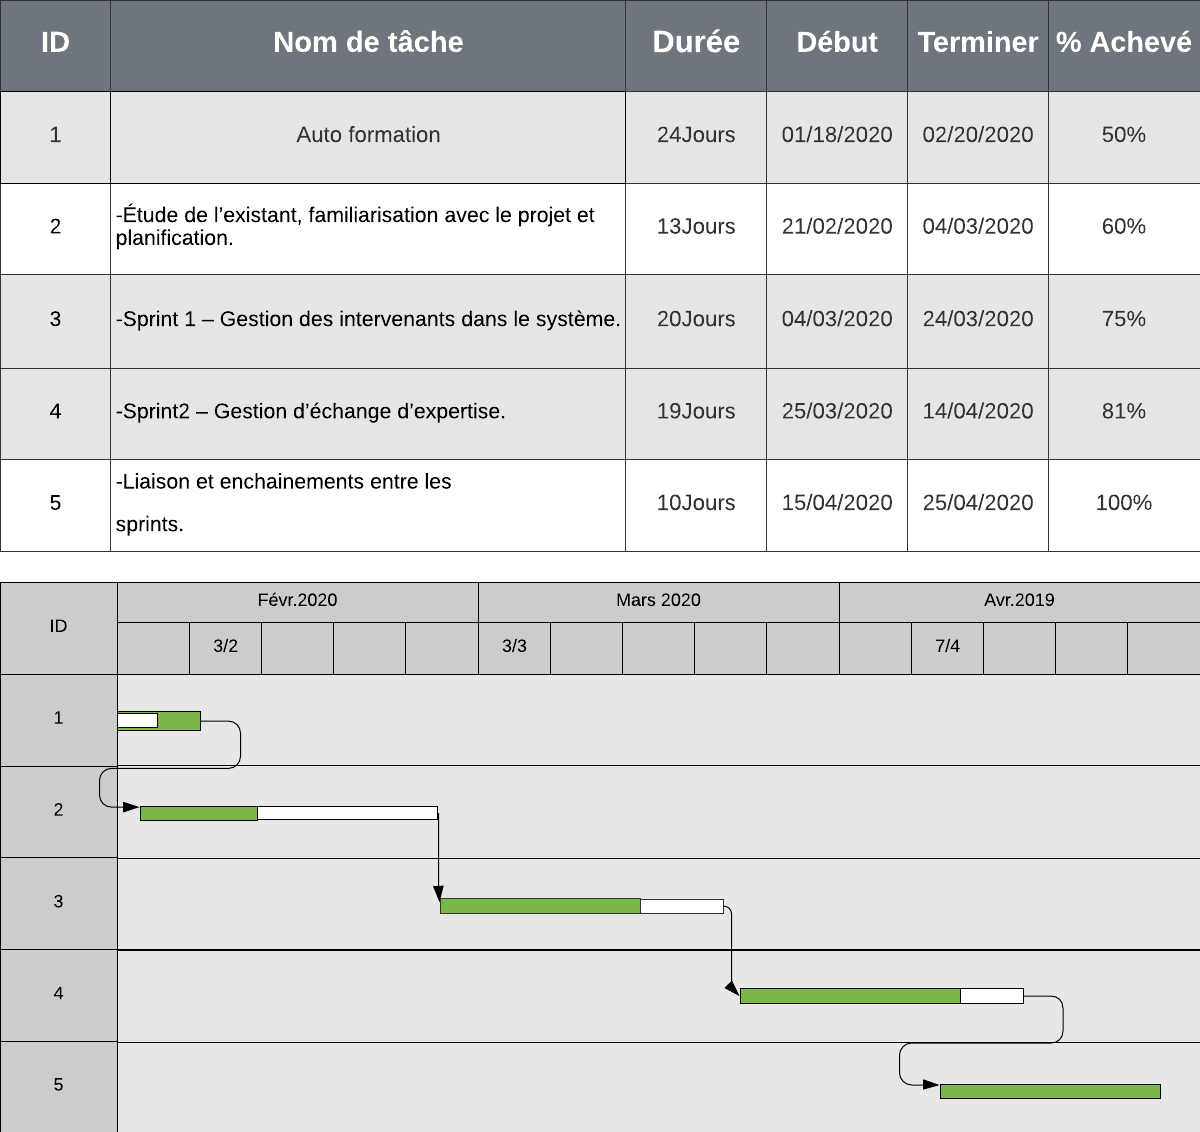 ID Nom de tâche Durée Début Terminer % Achevé
1 Auto formation 24Jours 01/18/2020 02/20/2020 50%
2 -Étude de l’existant, familiarisation avec le projet et planification. 13Jours 21/02/2020 04/03/2020 60%
3 -Sprint 1 – Gestion des intervenants dans le système. 20Jours 04/03/2020 24/03/2020 75%
4 -Sprint2 – Gestion d’échange d’expertise. 19Jours 25/03/2020 14/04/2020 81%
5 -Liaison et enchainements entre les sprints. 10Jours 15/04/2020 25/04/2020 100%
ID Févr.2020 Mars 2020 Avr.2019
3/2 3/3 7/4
1
2
3
4
5